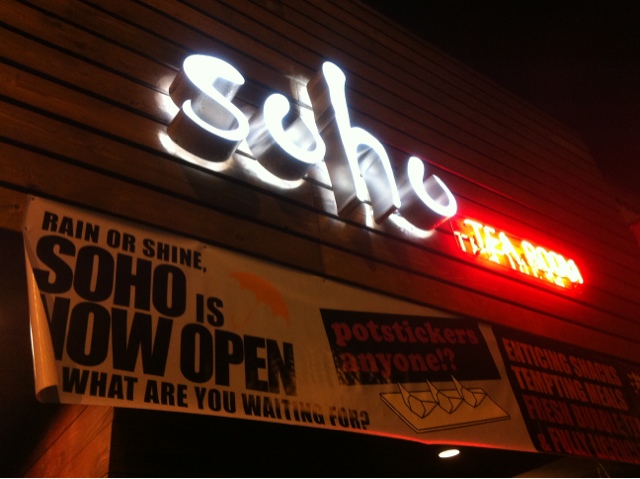 soho
TEA ROOM
RAIN OR SHINE,
SOHO IS
NOW OPEN
WHAT ARE YOU WAITING FOR?
potstickers
anyone!?
ENTICING SNACKS
TEMPTING MEALS
FRESH
&